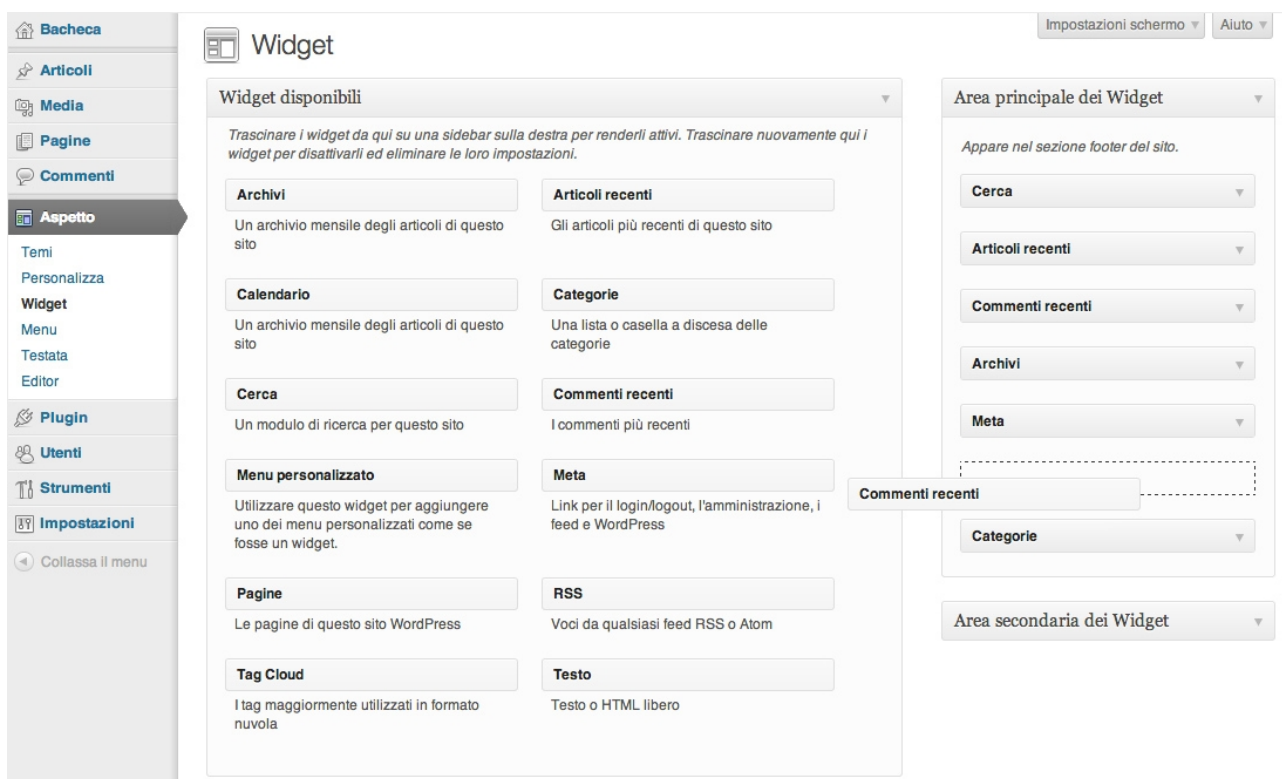 Bacheca
Articoli
Media
Pagine
Commenti
Aspetto
Temi
Personalizza
Widget
Menu
Testata
Editor
Plugin
Utenti
Strumenti
Impostazioni
Collassa il menu
Impostazioni schermo
Aiuto
Widget
Widget disponibili
Trascinare i widget da qui su una sidebar sulla destra per renderli attivi. Trascinare nuovamente qui i
widget per disattivarli ed eliminare le loro impostazioni.
Archivi
Un archivio mensile degli articoli di questo
sito
Articoli recenti
Gli articoli più recenti di questo sito
Calendario
Un archivio mensile degli articoli di questo
sito
Categorie
Una lista o casella a discesa delle
categorie
Cerca
Un modulo di ricerca per questo sito
Commenti recenti
I commenti più recenti
Menu personalizzato
Utilizzare questo widget per aggiungere
uno dei menu personalizzati come se
fosse un widget.
Meta
Link per il login/logout, l'amministrazione, i
feed e WordPress
Pagine
Le pagine di questo sito WordPress
RSS
Voci da qualsiasi feed RSS o Atom
Tag Cloud
I tag maggiormente utilizzati in formato
nuvola
Testo
Testo o HTML libero
Area principale dei Widget
Appare nel sezione footer del sito.
Cerca
Articoli recenti
Commenti recenti
Archivi
Meta
Commenti recenti
Categorie
Area secondaria dei Widget